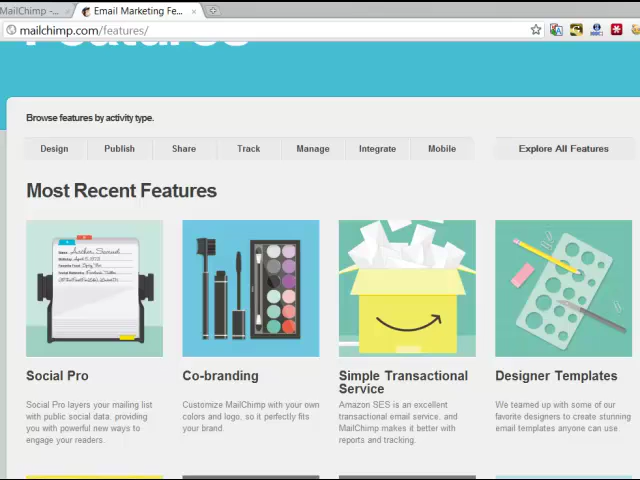 MailChimp -...
Email Marketing Fe...
mailchimp.com/features/
Features
Browse features by activity type.
Design
Publish
Share
Track
Manage
Integrate
Mobile
Explore All Features
Most Recent Features
Social Pro
Co-branding
Simple Transactional
Service
Designer Templates
Social Pro layers your mailing list
with public social data, providing
you with powerful new ways to
engage your readers.
Customize MailChimp with your own
colors and logo, so it perfectly fits
your brand.
Amazon SES is an excellent
transactional email service, and
MailChimp makes it better with
reports and tracking.
We teamed up with some of our
favorite designers to create stunning
email templates anyone can use.